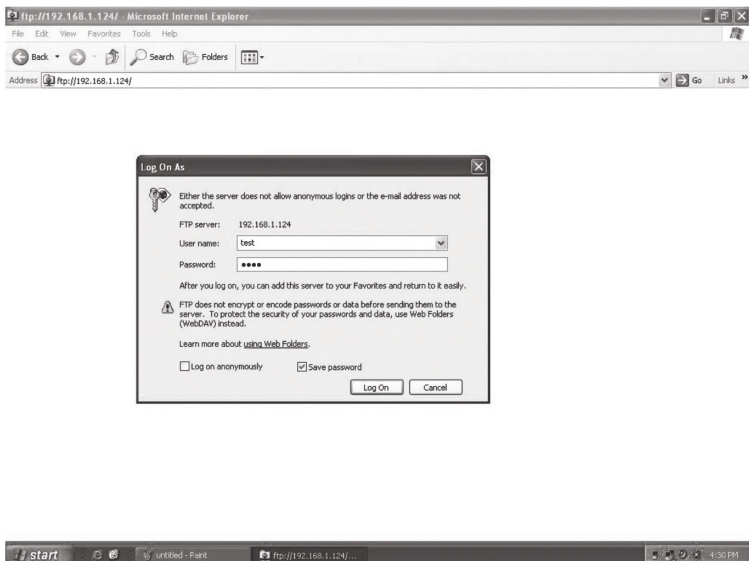 ftp://192.168.1.124/ - Microsoft Internet Explorer
File Edit View Favorites Tools Help
Back Search Folders
Address ftp://192.168.1.124/ Go Links »
Log On As
Either the server does not allow anonymous logins or the e-mail address was not
accepted.
FTP server: 192.168.1.124
User name: test
Password: ●●●●
After you log on, you can add this server to your Favorites and return to it easily.
FTP does not encrypt or encode passwords or data before sending them to the
server. To protect the security of your passwords and data, use Web Folders
(WebDAV) instead.
Learn more about using Web Folders.
Log on anonymously Save password
Log On Cancel
start untitled - Paint ftp://192.168.1.124/... 4:30 PM